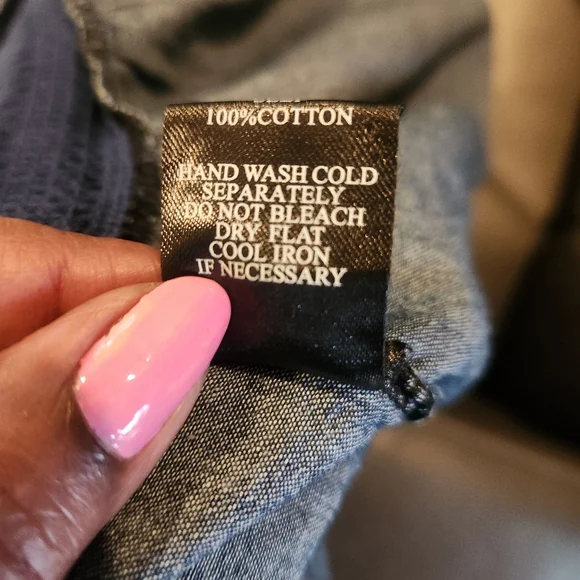 100%COTTON
HAND WASH COLD
SEPARATELY
DO NOT BLEACH
DRY FLAT
COOL IRON
IF NECESSARY